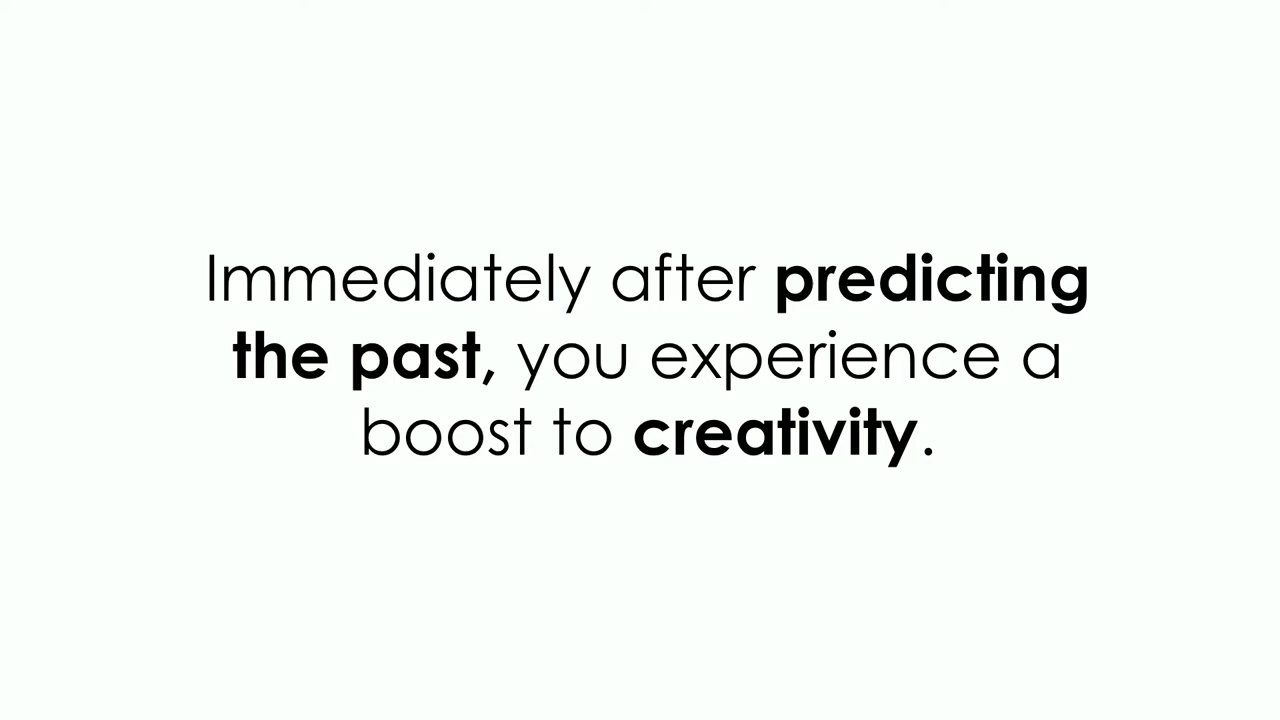 Immediately after predicting
the past, you experience a
boost to creativity.